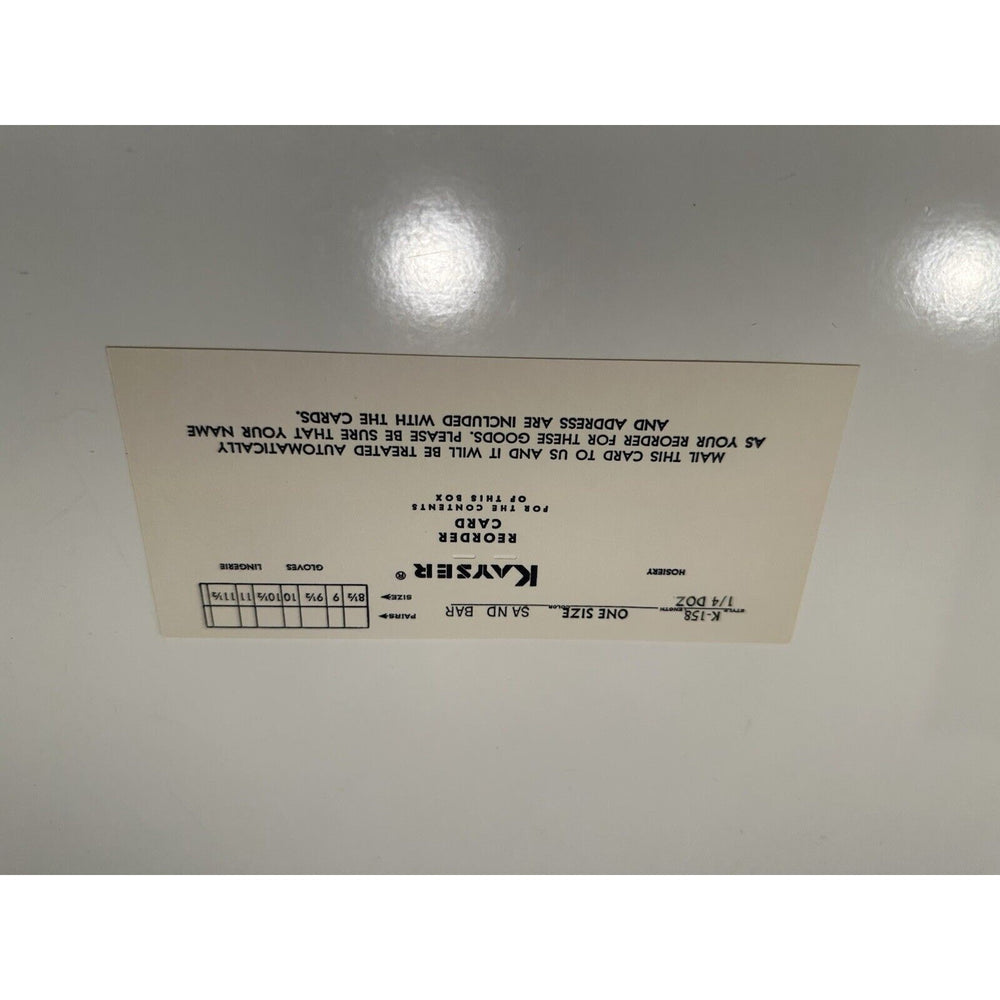 K-158 ONE SIZE SAND BAR PAIRS
STYLE LENGTH COLOR
1/4 DOZ. SIZE 8½ 9 9½ 10 10½ 11 11½
HOSIERY KAYSER ® GLOVES LINGERIE
REORDER
CARD
FOR THE CONTENTS
OF THIS BOX
MAIL THIS CARD TO US AND IT WILL BE TREATED AUTOMATICALLY
AS YOUR REORDER FOR THESE GOODS. PLEASE BE SURE THAT YOUR NAME
AND ADDRESS ARE INCLUDED WITH THE CARDS.